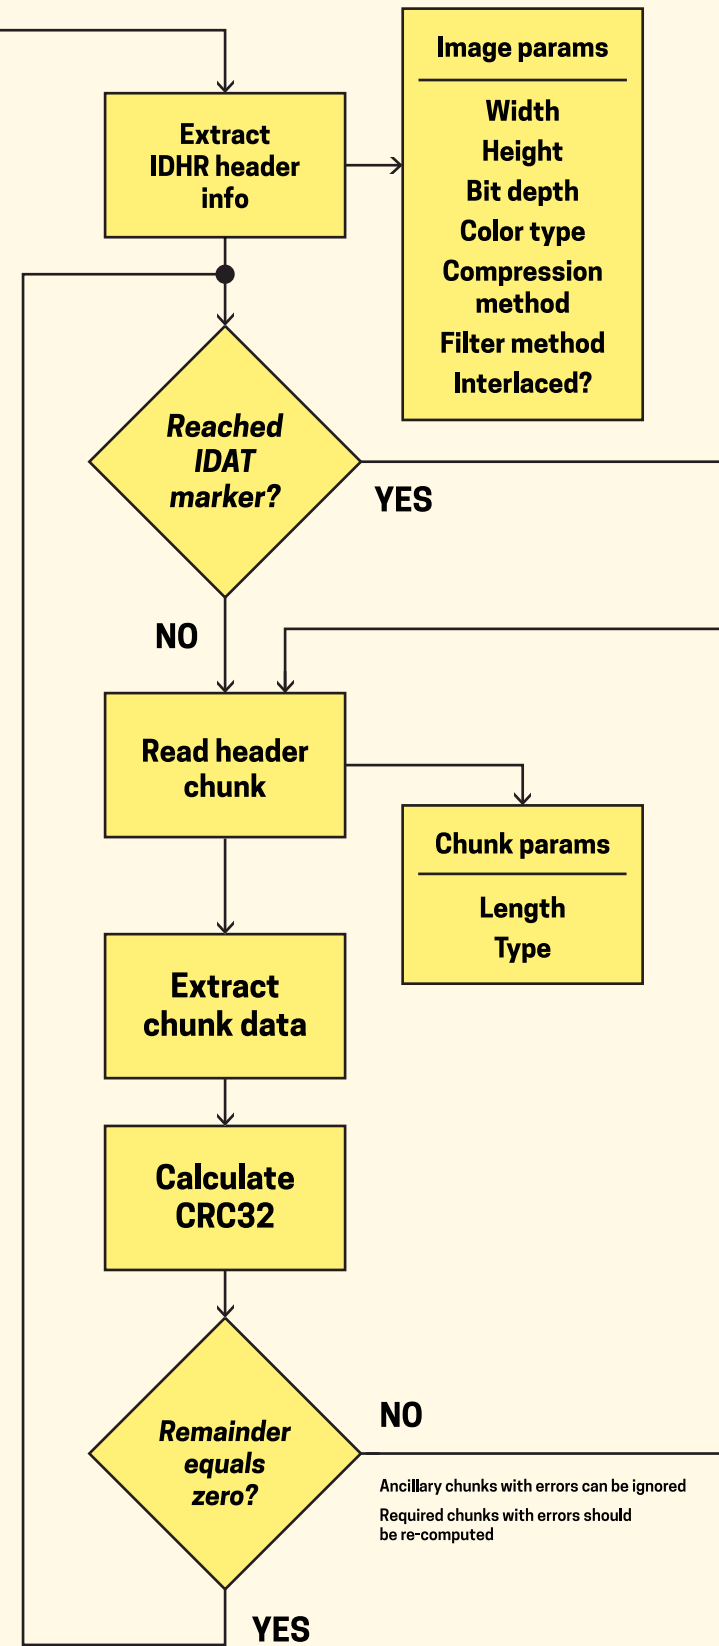 Image params
Width
Height
Bit depth
Color type
Compression
method
Filter method
Interlaced?
Extract
IDHR header
info
Reached
IDAT
marker?
YES
NO
Read header
chunk
Chunk params
Length
Type
Extract
chunk data
Calculate
CRC32
Remainder
equals
zero?
NO
Ancillary chunks with errors can be ignored
Required chunks with errors should
be re-computed
YES